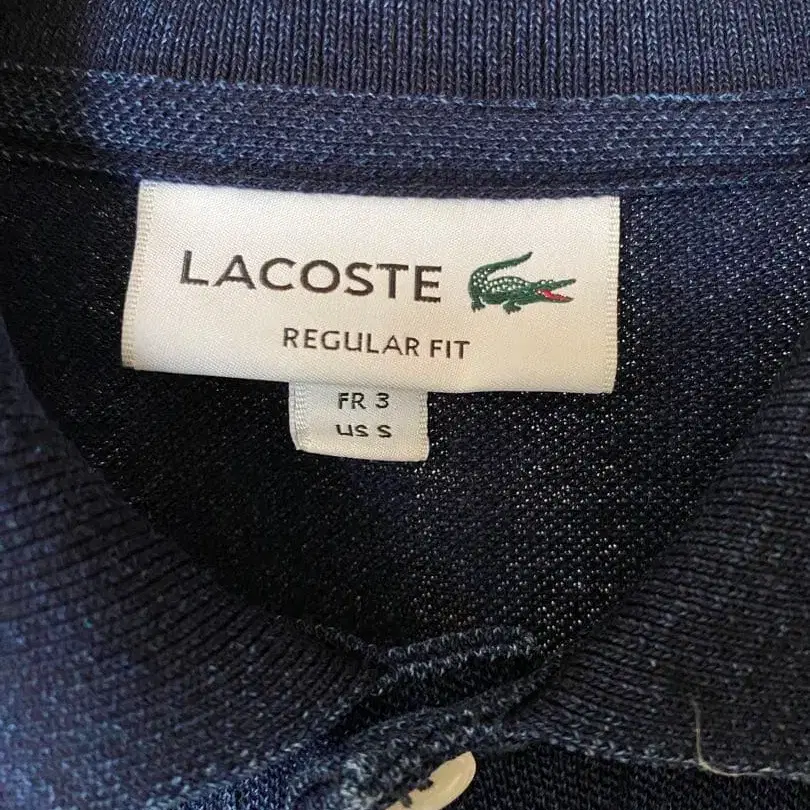 LACOSTE
REGULAR FIT
FR 3
US S